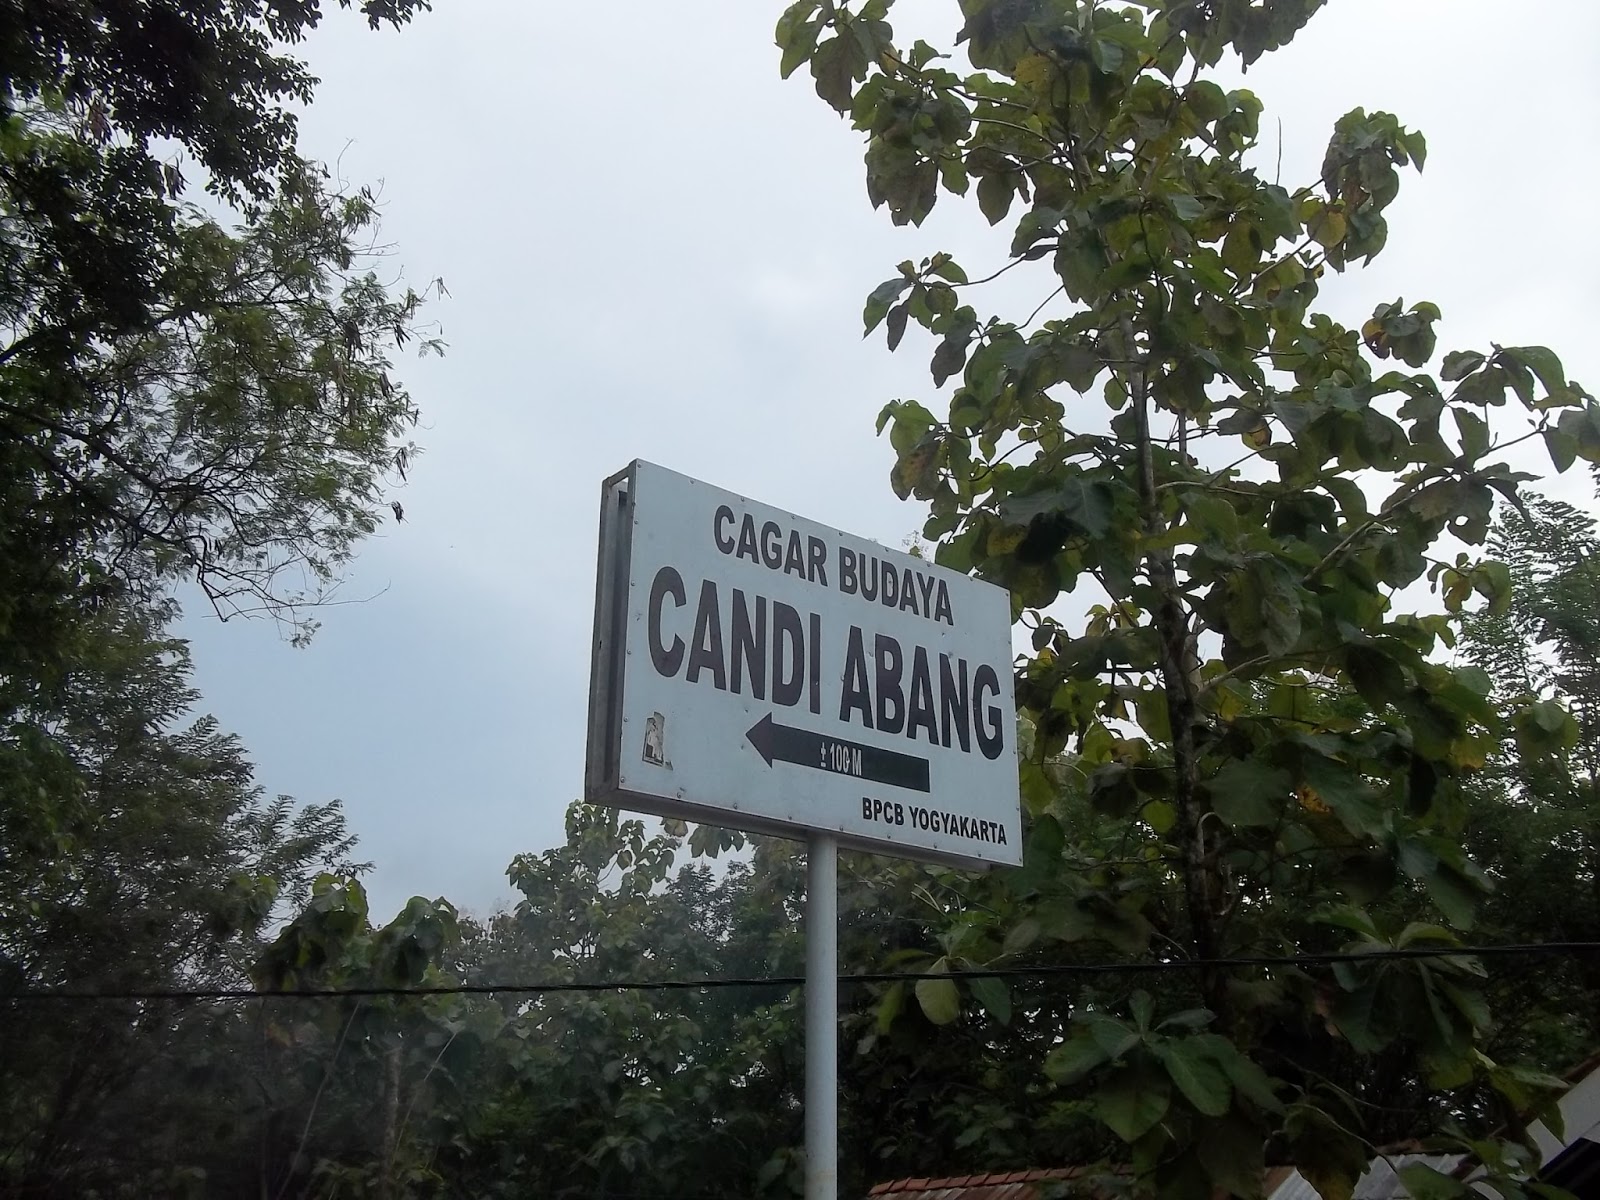 CAGAR BUDAYA
CANDI ABANG
± 100 M
BPCB YOGYAKARTA